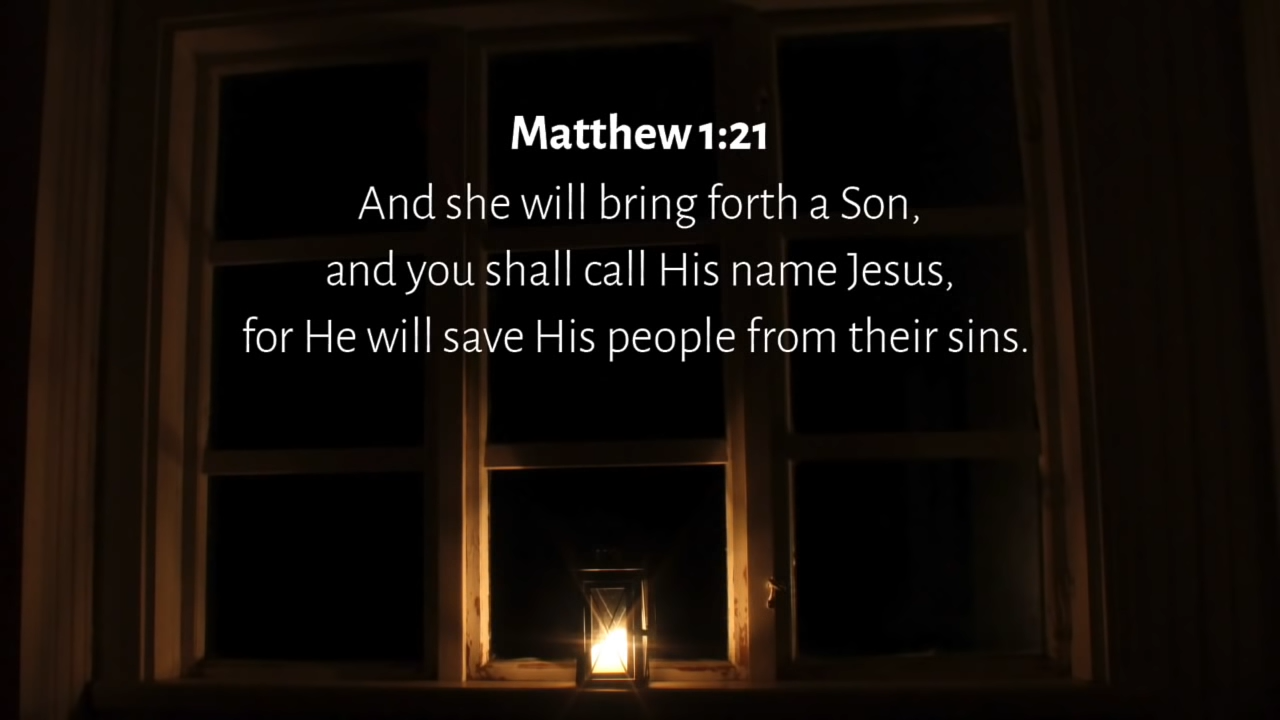 Matthew 1:21
And she will bring forth a Son,
and you shall call His name Jesus,
for He will save His people from their sins.